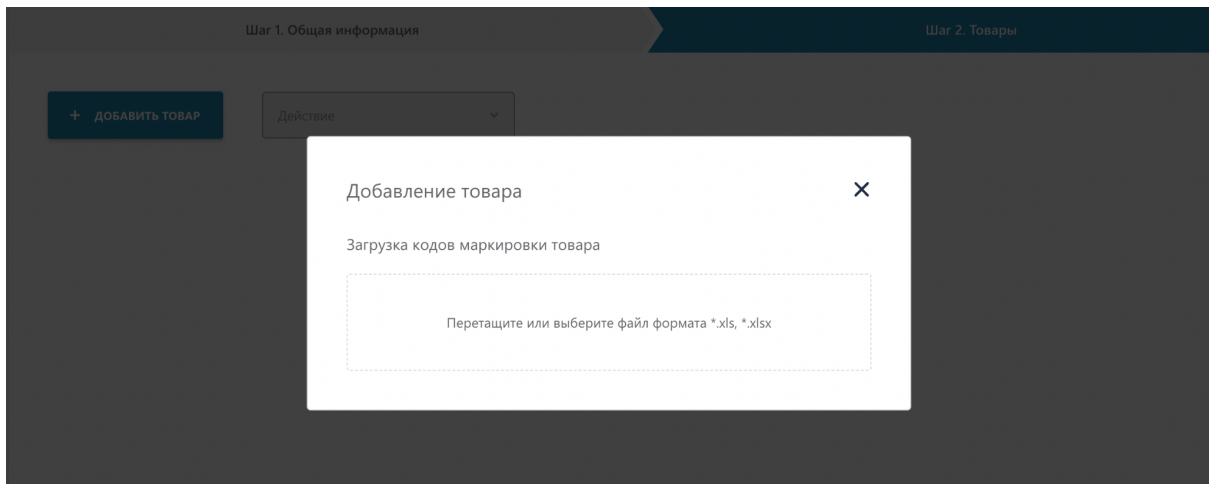 Шаг 1. Общая информация
Шаг 2. Товары
+ ДОБАВИТЬ ТОВАР
Действие
Добавление товара
Загрузка кодов маркировки товара
Перетащите или выберите файл формата *.xls, *.xlsx